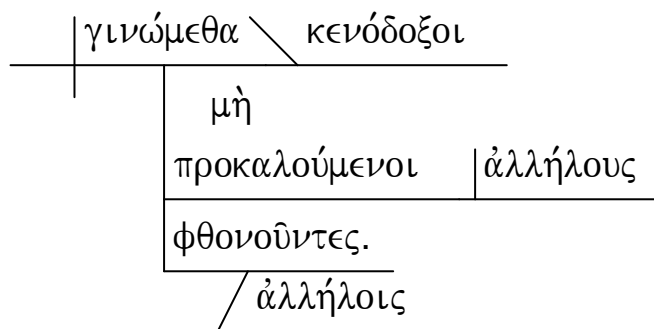 γινώμεθα κενόδοξοι
μὴ
προκαλούμενοι ἀλλήλους
φθονοῦντες.
ἀλλήλοις